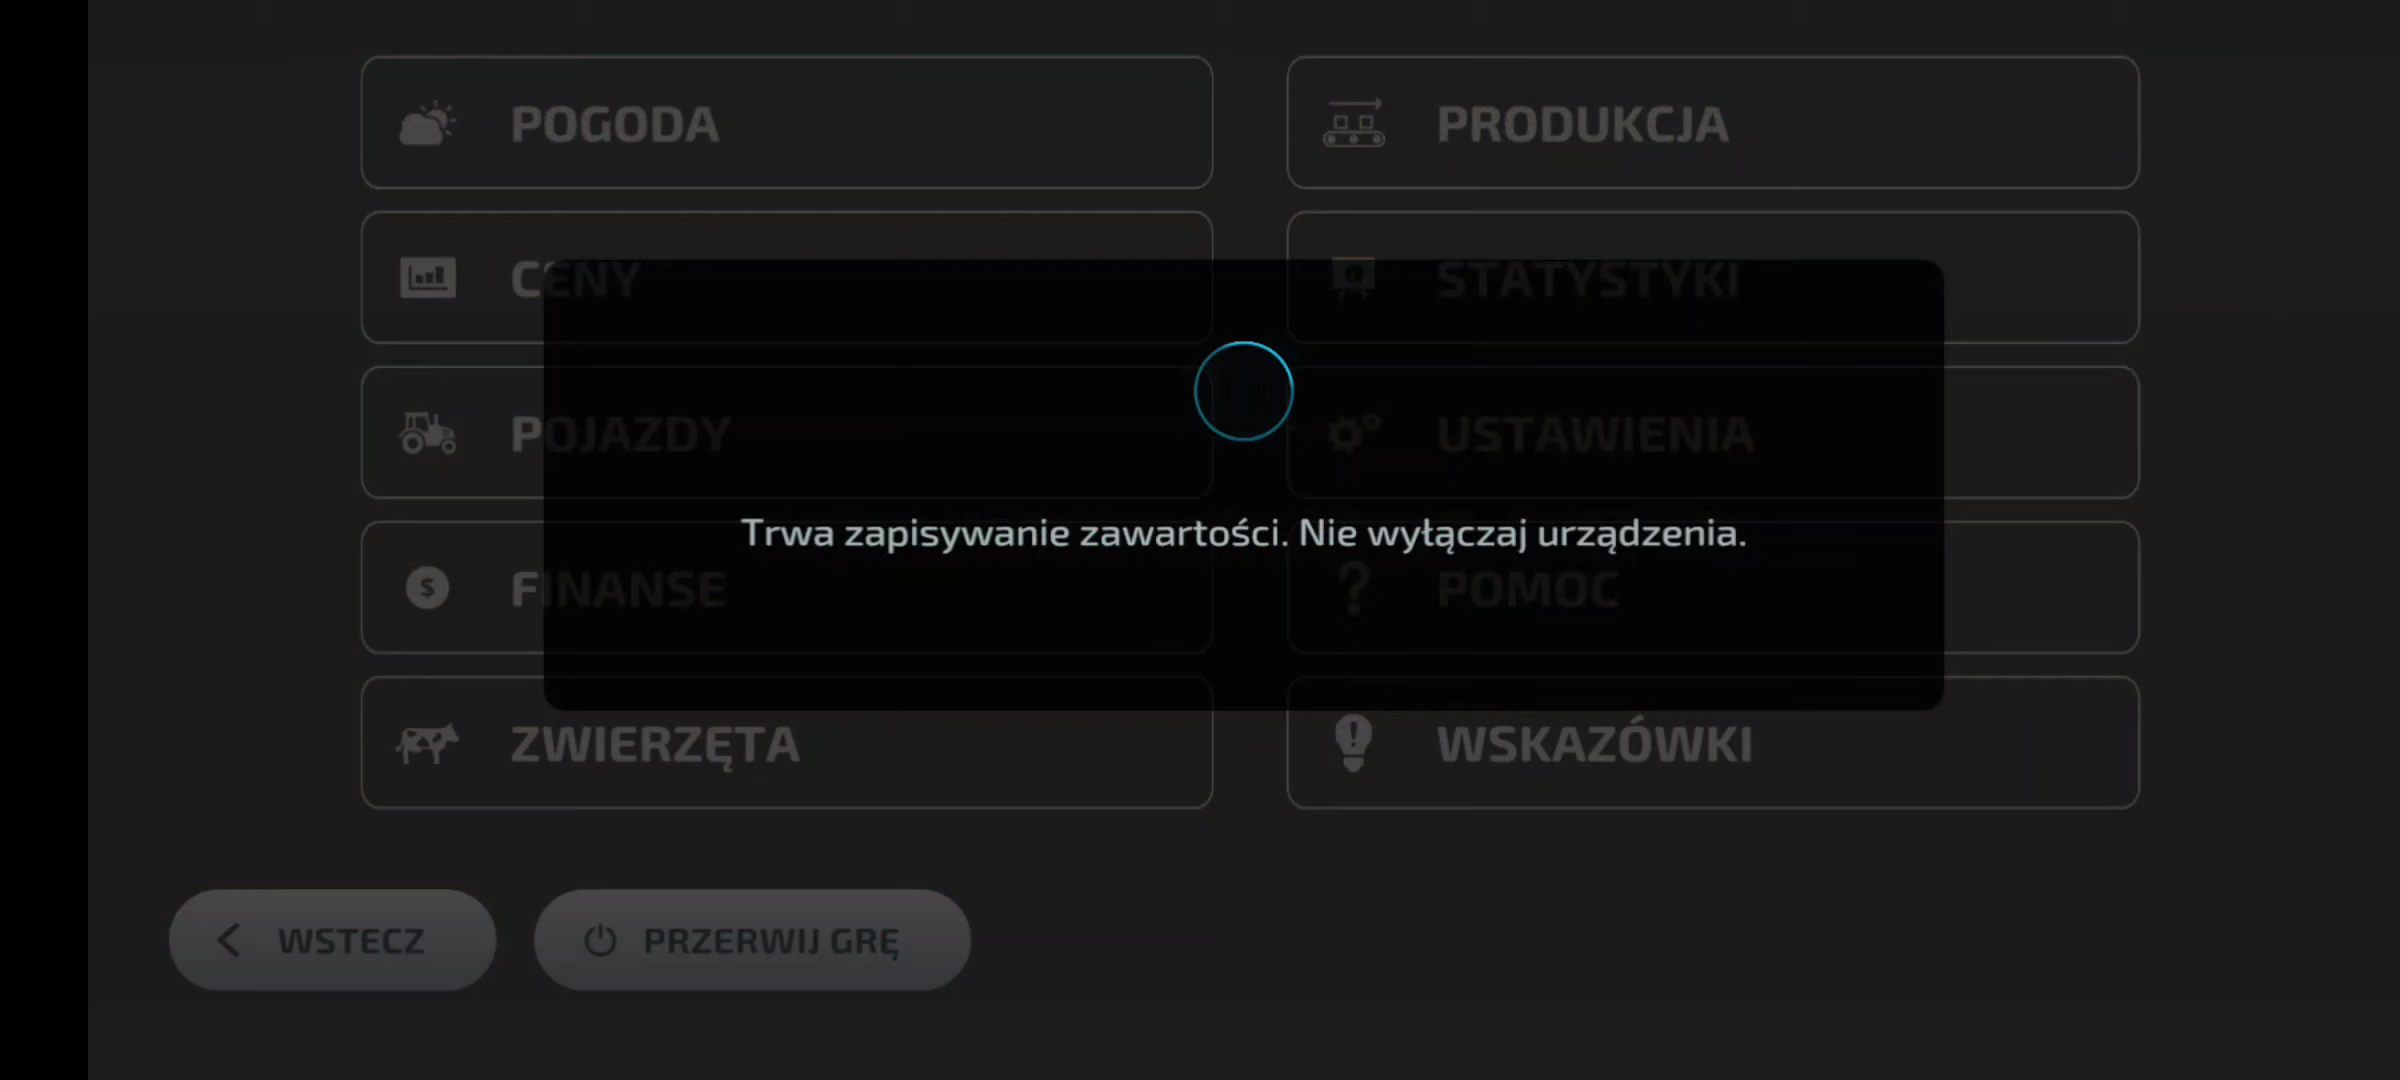 POGODA
PRODUKCJA
CENY
STATYSTYKI
POJAZDY
USTAWIENIA
Trwa zapisywanie zawartości. Nie wyłączaj urządzenia.
FINANSE
POMOC
ZWIERZĘTA
WSKAZÓWKI
WSTECZ
PRZERWIJ GRĘ